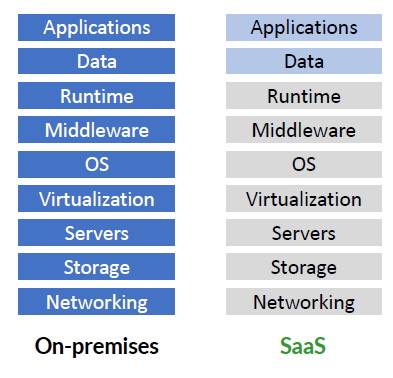 Applications
Data
Runtime
Middleware
OS
Virtualization
Servers
Storage
Networking
On-premises
Applications
Data
Runtime
Middleware
OS
Virtualization
Servers
Storage
Networking
SaaS